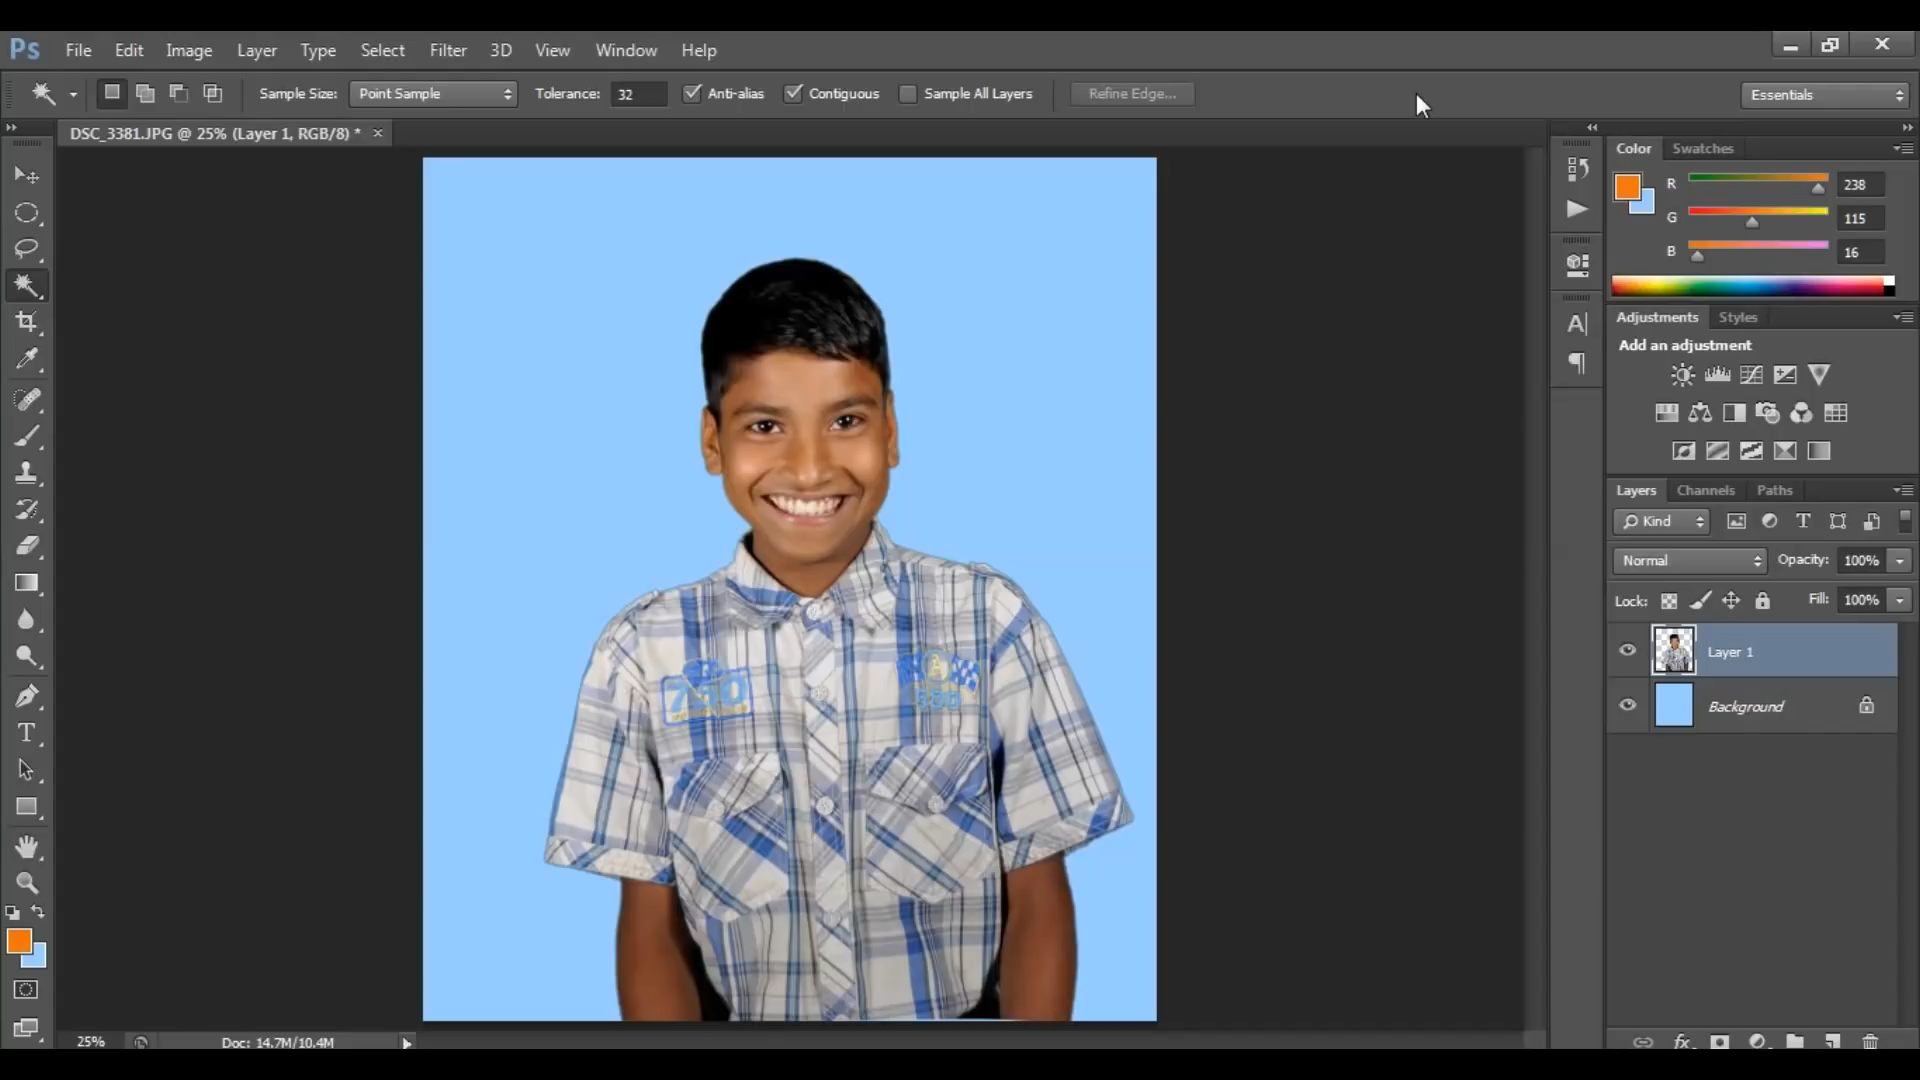 Ps File Edit Image Layer Type Select Filter 3D View Window Help
Sample Size: Point Sample Tolerance: 32 Anti-alias Contiguous Sample All Layers Refine Edge... Essentials
DSC_3381.JPG @ 25% (Layer 1, RGB/8) * ×
Color Swatches
R 238
G 115
B 16
Adjustments Styles
Add an adjustment
Layers Channels Paths
Kind
Normal Opacity: 100%
Lock: Fill: 100%
Layer 1
Background
25% Doc: 14.7M/10.4M